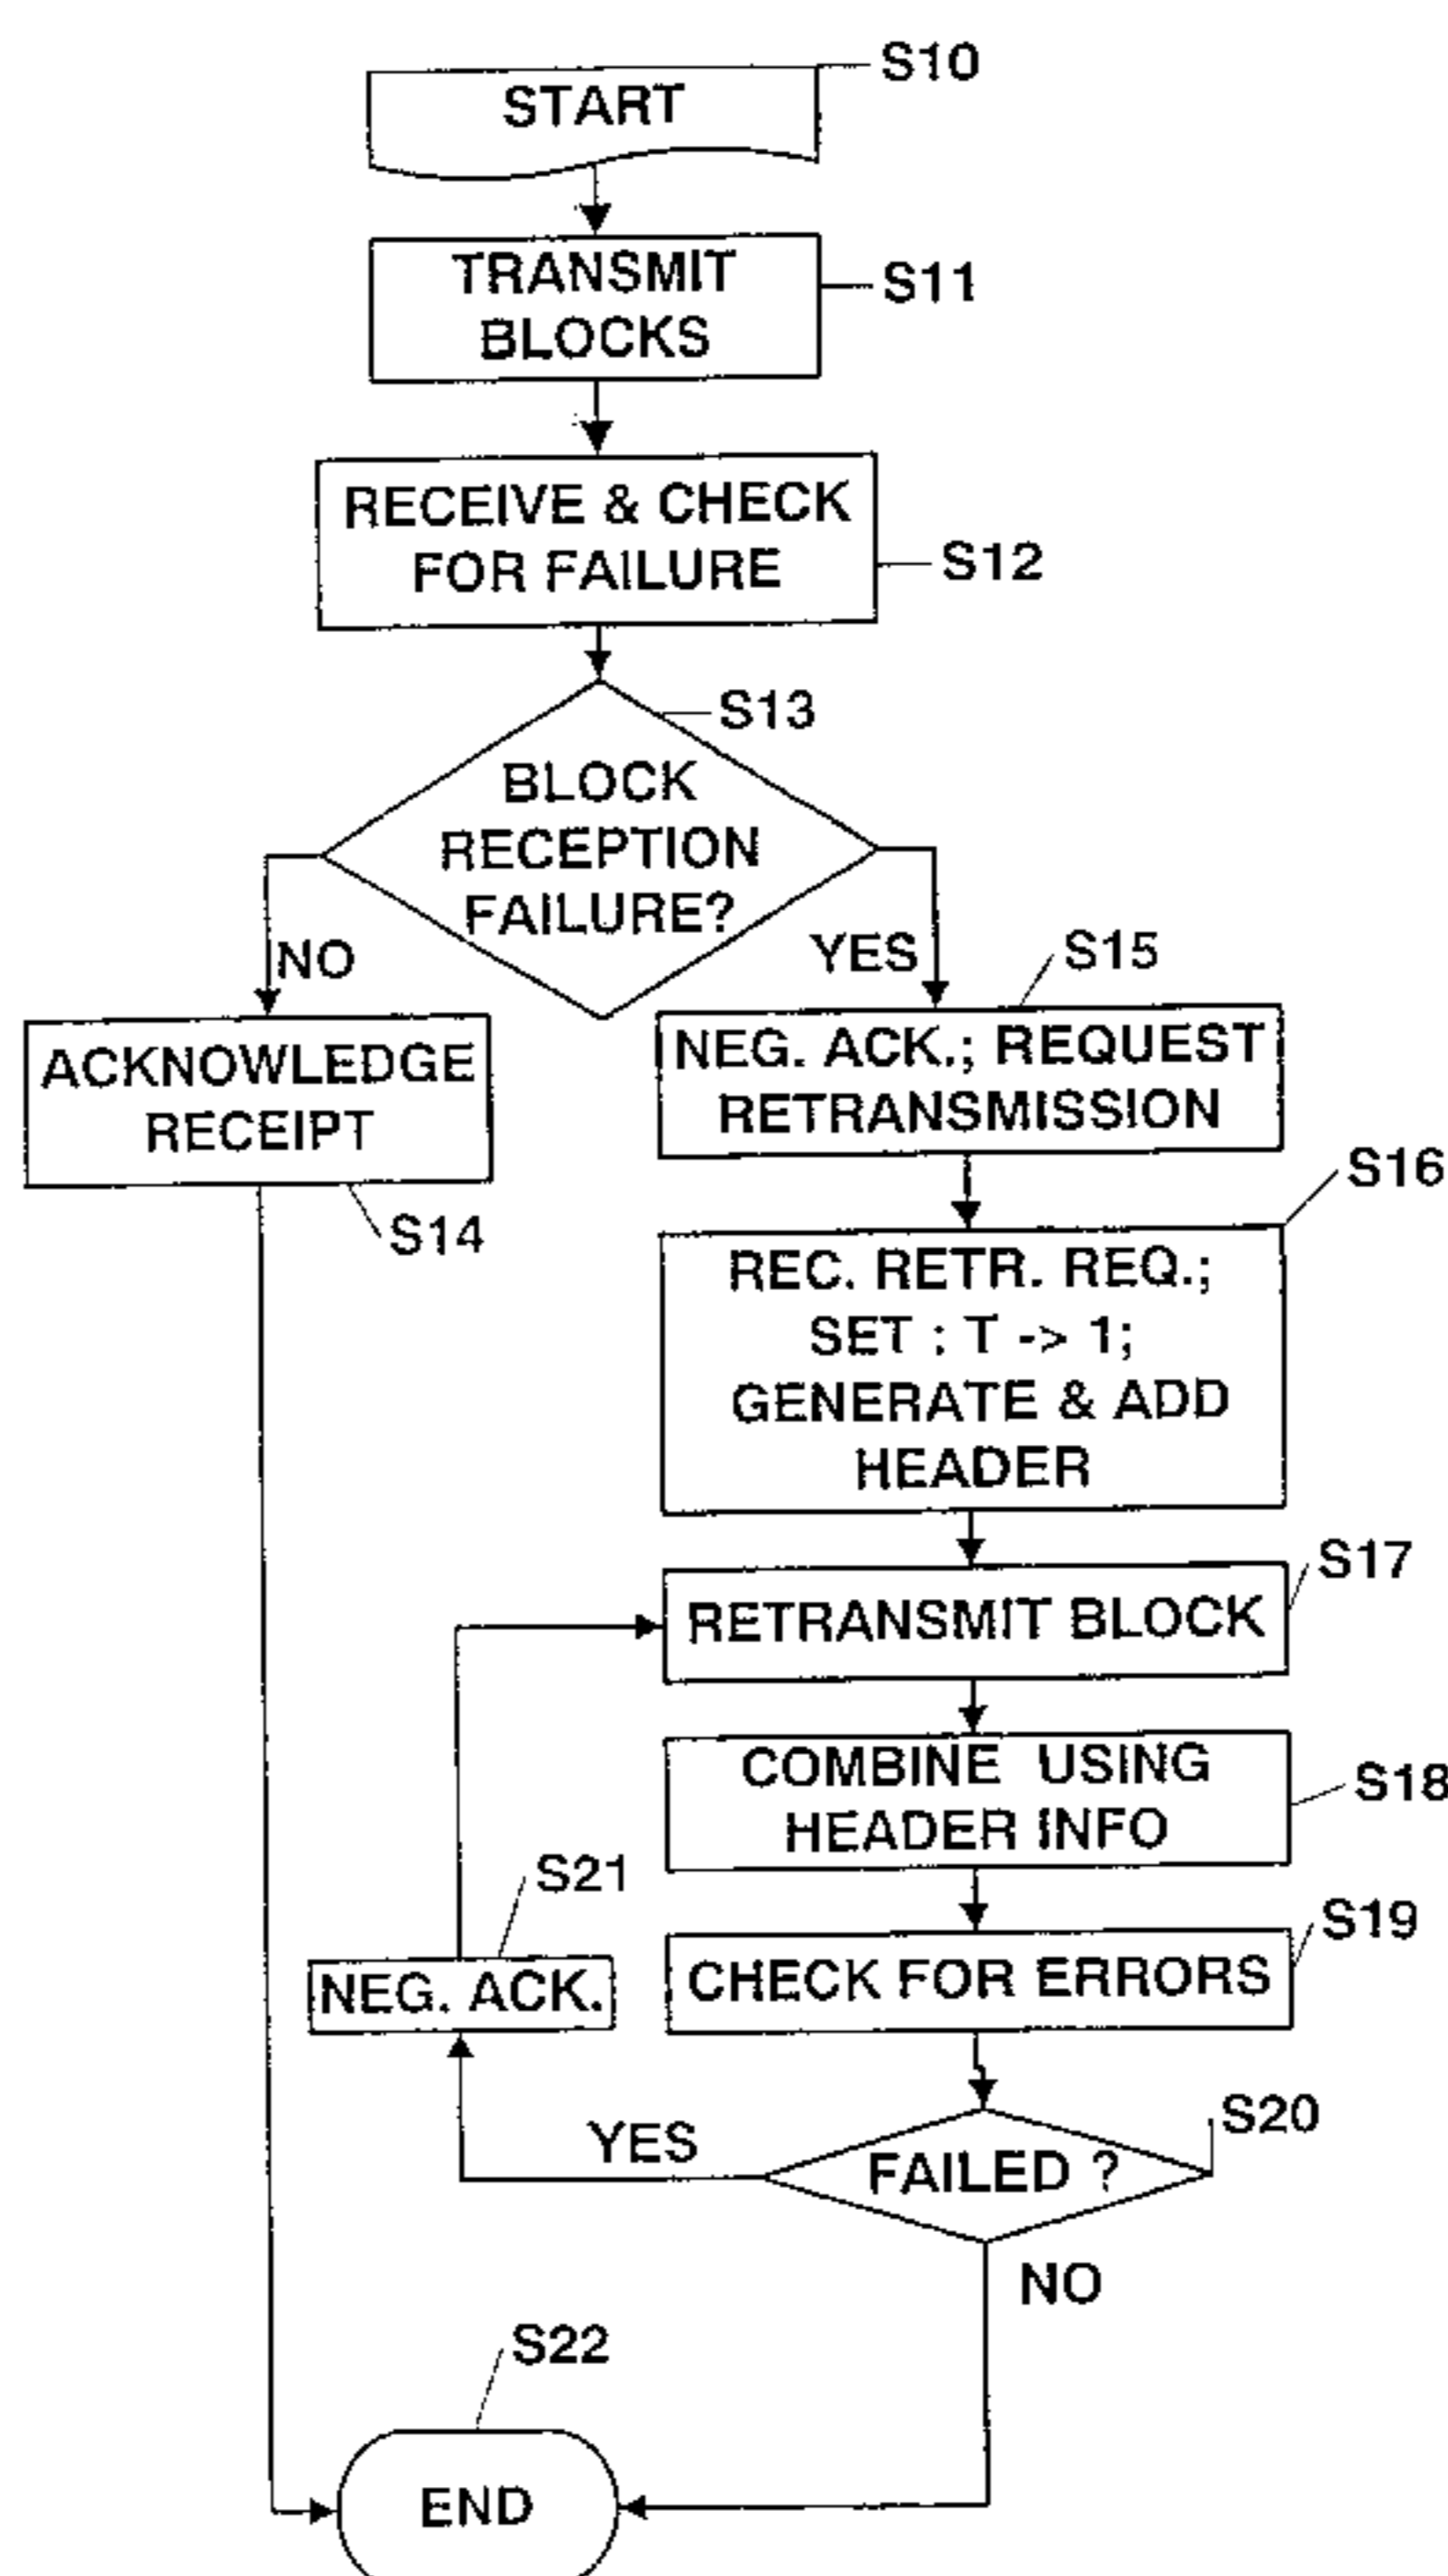 S10
START
TRANSMIT
BLOCKS
S11
RECEIVE & CHECK
FOR FAILURE
S12
S13
BLOCK
RECEPTION
FAILURE?
NO
YES
S15
ACKNOWLEDGE
RECEIPT
S14
NEG. ACK.; REQUEST
RETRANSMISSION
S16
REC. RETR. REQ.;
SET : T -> 1;
GENERATE & ADD
HEADER
S17
RETRANSMIT BLOCK
COMBINE USING
HEADER INFO
S18
S21
NEG. ACK.
S19
CHECK FOR ERRORS
S20
YES
FAILED ?
NO
S22
END